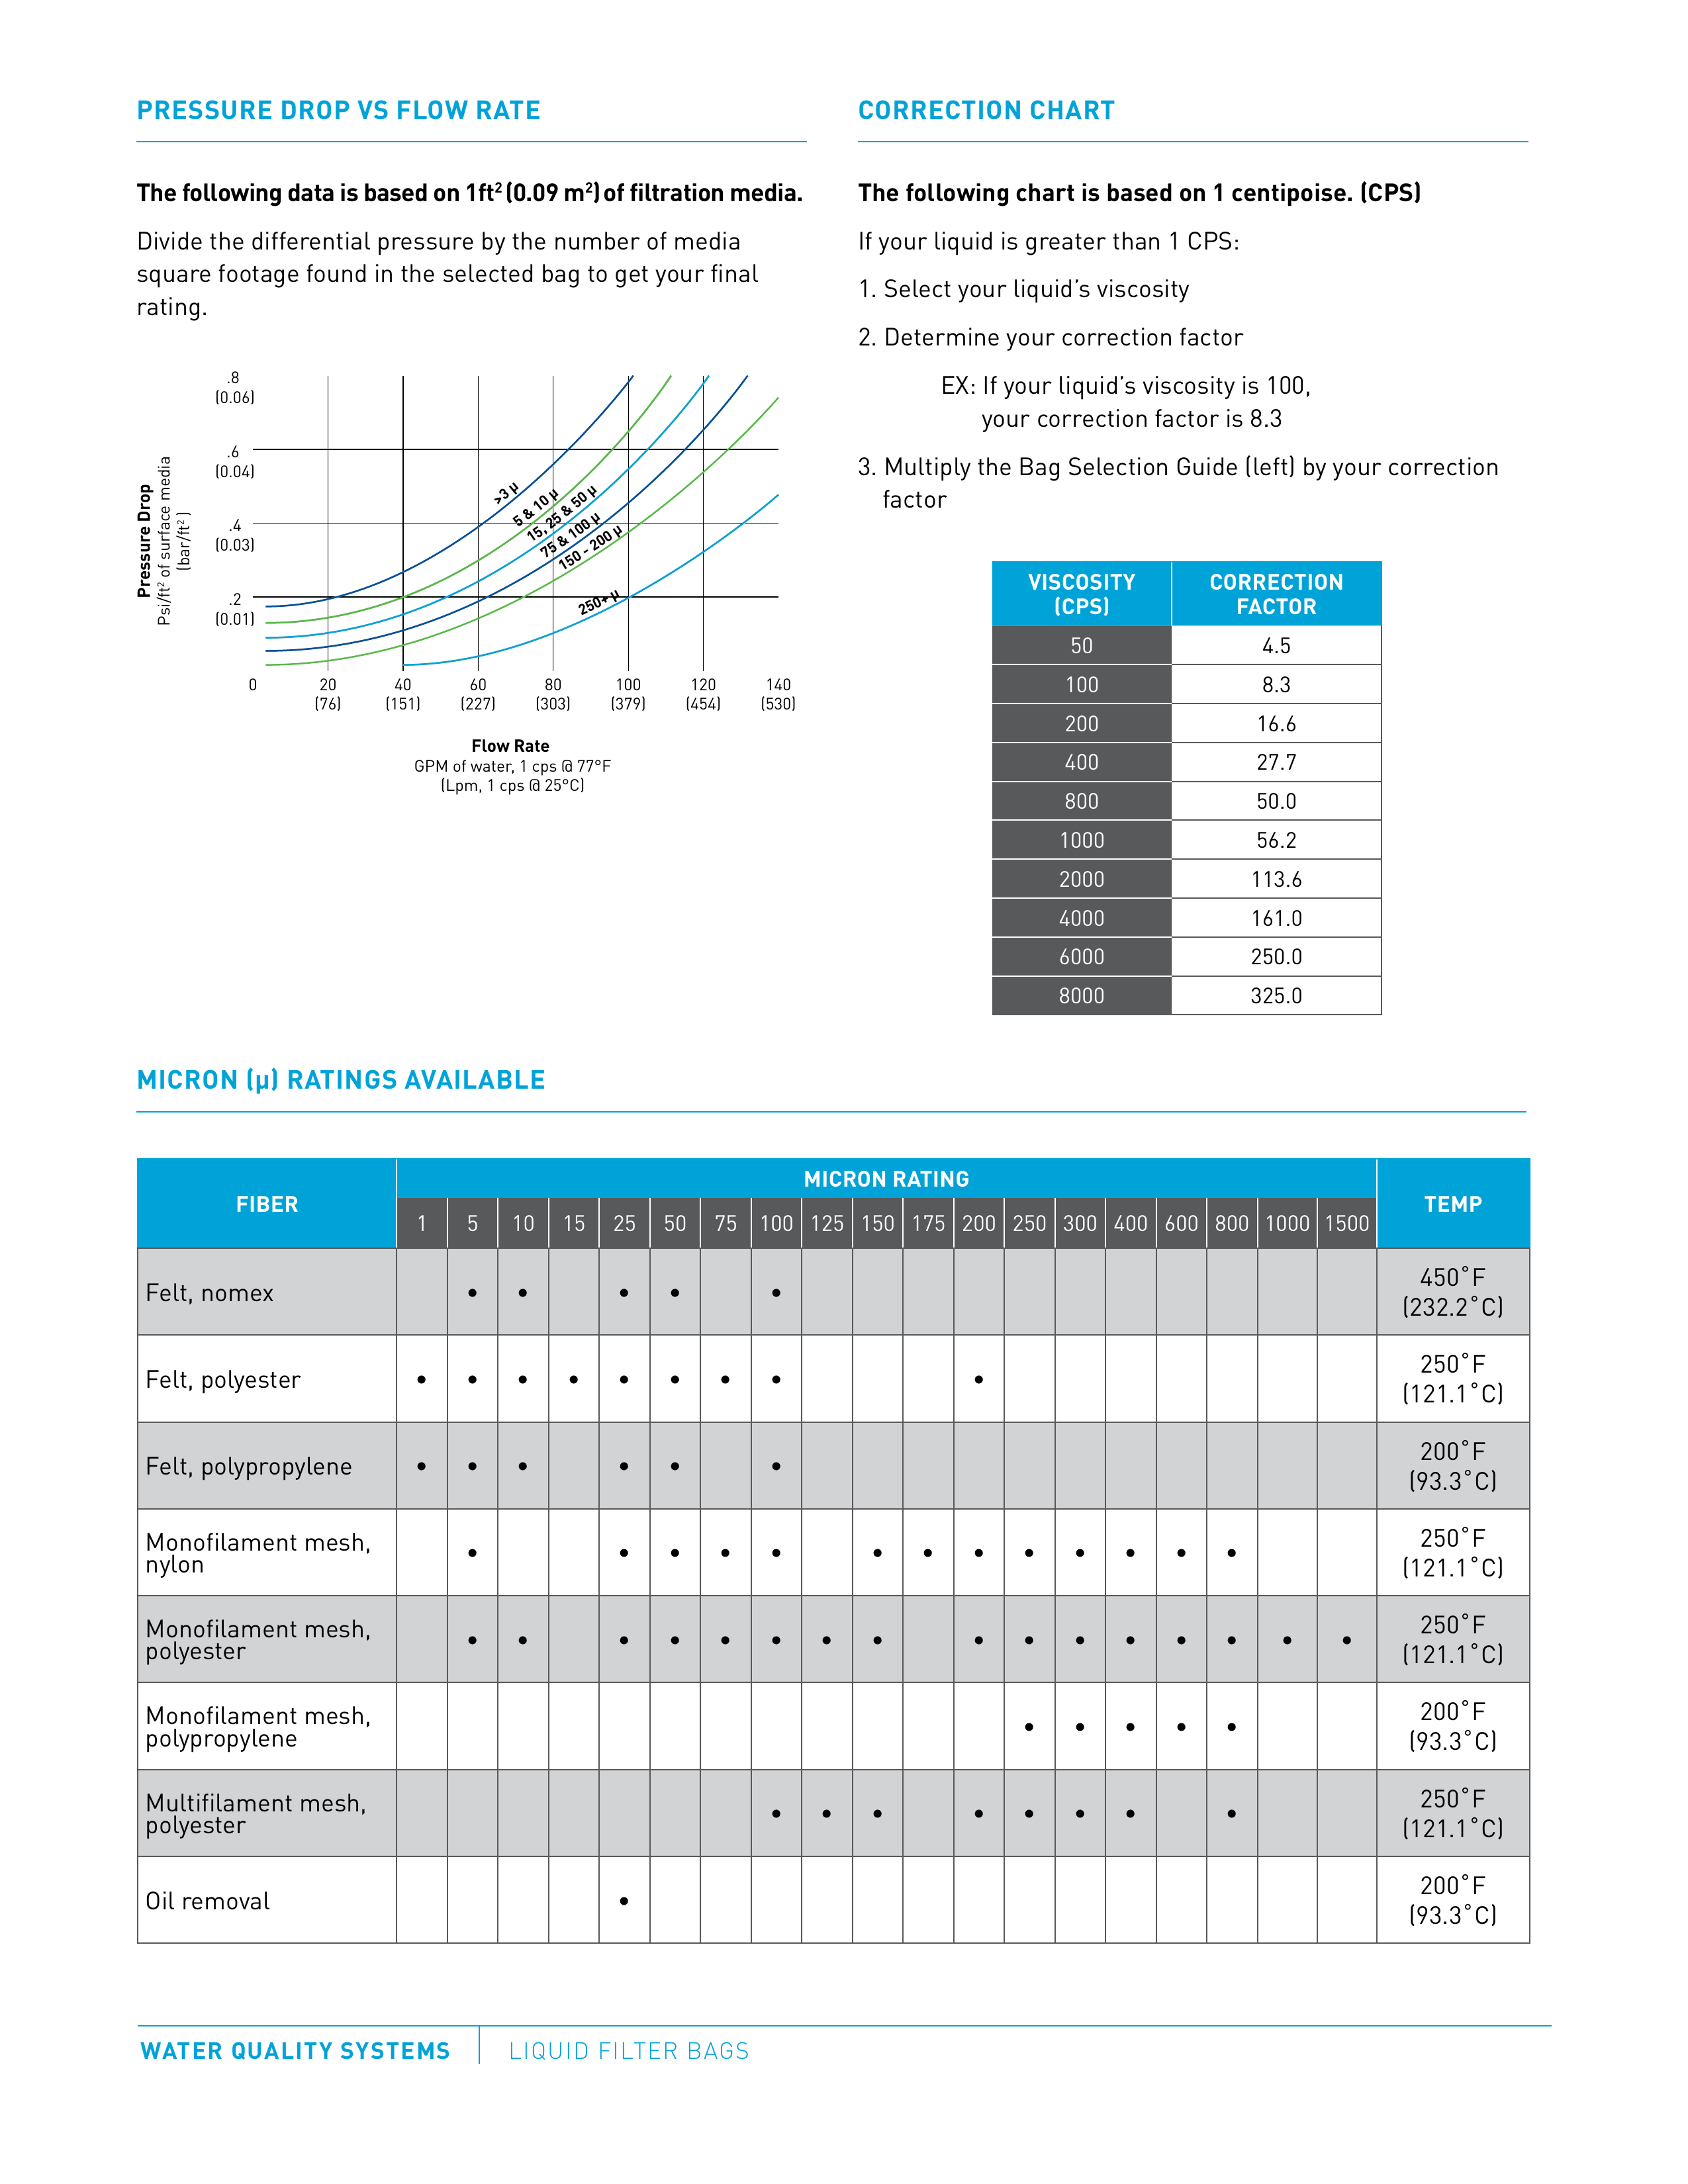 PRESSURE DROP VS FLOW RATE
The following data is based on 1ft² (0.09 m²) of filtration media.
Divide the differential pressure by the number of media
square footage found in the selected bag to get your final
rating.
Pressure Drop
Psi/ft² of surface media
(bar/ft² )
.8
(0.06)
.6
(0.04)
.4
(0.03)
.2
(0.01)
>3 µ
5 & 10 µ
15, 25 & 50 µ
75 & 100 µ
150 - 200 µ
250+ µ
0 20 40 60 80 100 120 140
(76) (151) (227) (303) (379) (454) (530)
Flow Rate
GPM of water, 1 cps @ 77°F
(Lpm, 1 cps @ 25°C)
CORRECTION CHART
The following chart is based on 1 centipoise. (CPS)
If your liquid is greater than 1 CPS:
1. Select your liquid’s viscosity
2. Determine your correction factor
EX: If your liquid’s viscosity is 100,
your correction factor is 8.3
3. Multiply the Bag Selection Guide (left) by your correction
factor
VISCOSITY CORRECTION
(CPS) FACTOR
50 4.5
100 8.3
200 16.6
400 27.7
800 50.0
1000 56.2
2000 113.6
4000 161.0
6000 250.0
8000 325.0
MICRON (µ) RATINGS AVAILABLE
FIBER MICRON RATING TEMP
1 5 10 15 25 50 75 100 125 150 175 200 250 300 400 600 800 1000 1500
Felt, nomex • • • • • 450˚F
(232.2˚C)
Felt, polyester • • • • • • • • • 250˚F
(121.1˚C)
Felt, polypropylene • • • • • • 200˚F
(93.3˚C)
Monofilament mesh,
nylon • • • • • • • • • • • • • 250˚F
(121.1˚C)
Monofilament mesh,
polyester • • • • • • • • • • • • • • • • 250˚F
(121.1˚C)
Monofilament mesh,
polypropylene • • • • • 200˚F
(93.3˚C)
Multifilament mesh,
polyester • • • • • • • • 250˚F
(121.1˚C)
Oil removal • 200˚F
(93.3˚C)
WATER QUALITY SYSTEMS LIQUID FILTER BAGS